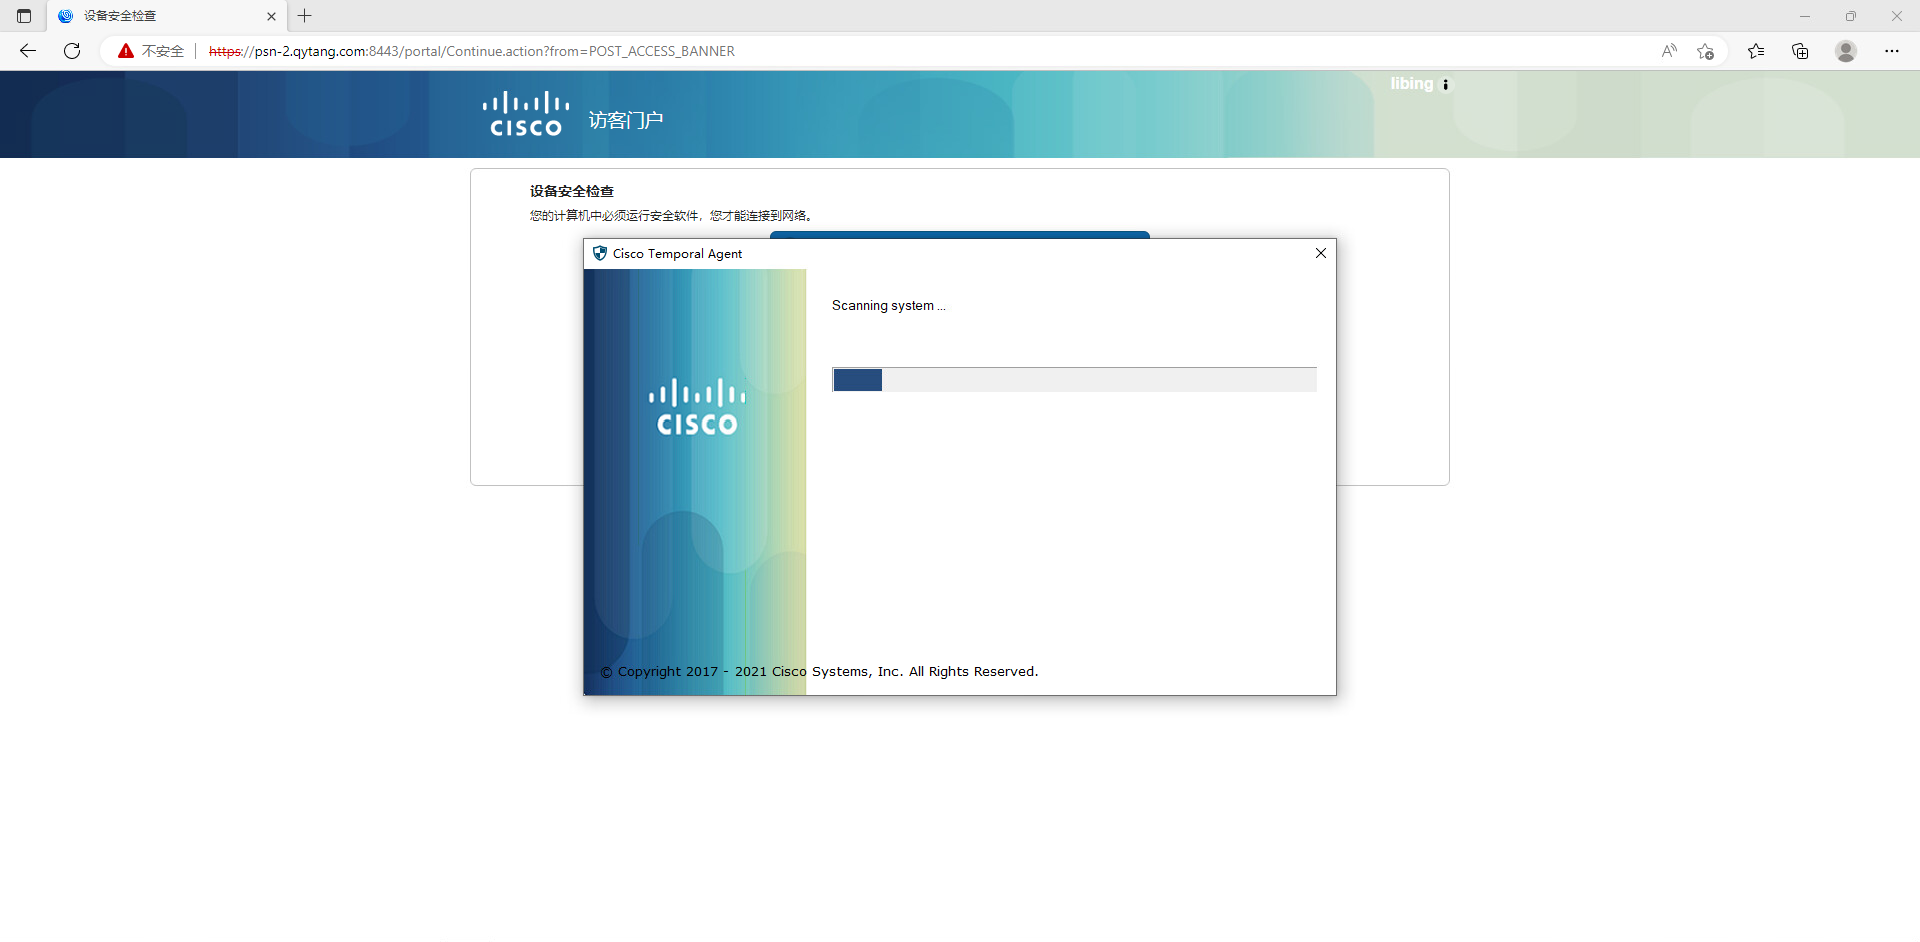 设备安全检查
不安全
https://psn-2.qytang.com:8443/portal/Continue.action?from=POST_ACCESS_BANNER
libing
CISCO
访客门户
设备安全检查
您的计算机中必须运行安全软件，您才能连接到网络。
Cisco Temporal Agent
Scanning system ...
CISCO
© Copyright 2017 - 2021 Cisco Systems, Inc. All Rights Reserved.